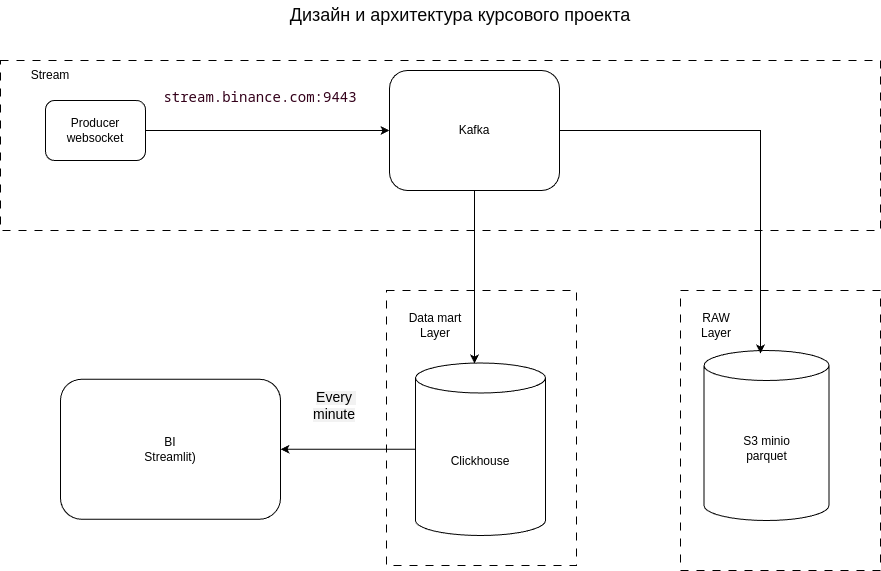 Дизайн и архитектура курсового проекта
Stream
Producer
websocket
stream.binance.com:9443
Kafka
Data mart
Layer
RAW
Layer
Every
minute
BI
Streamlit)
Clickhouse
S3 minio
parquet